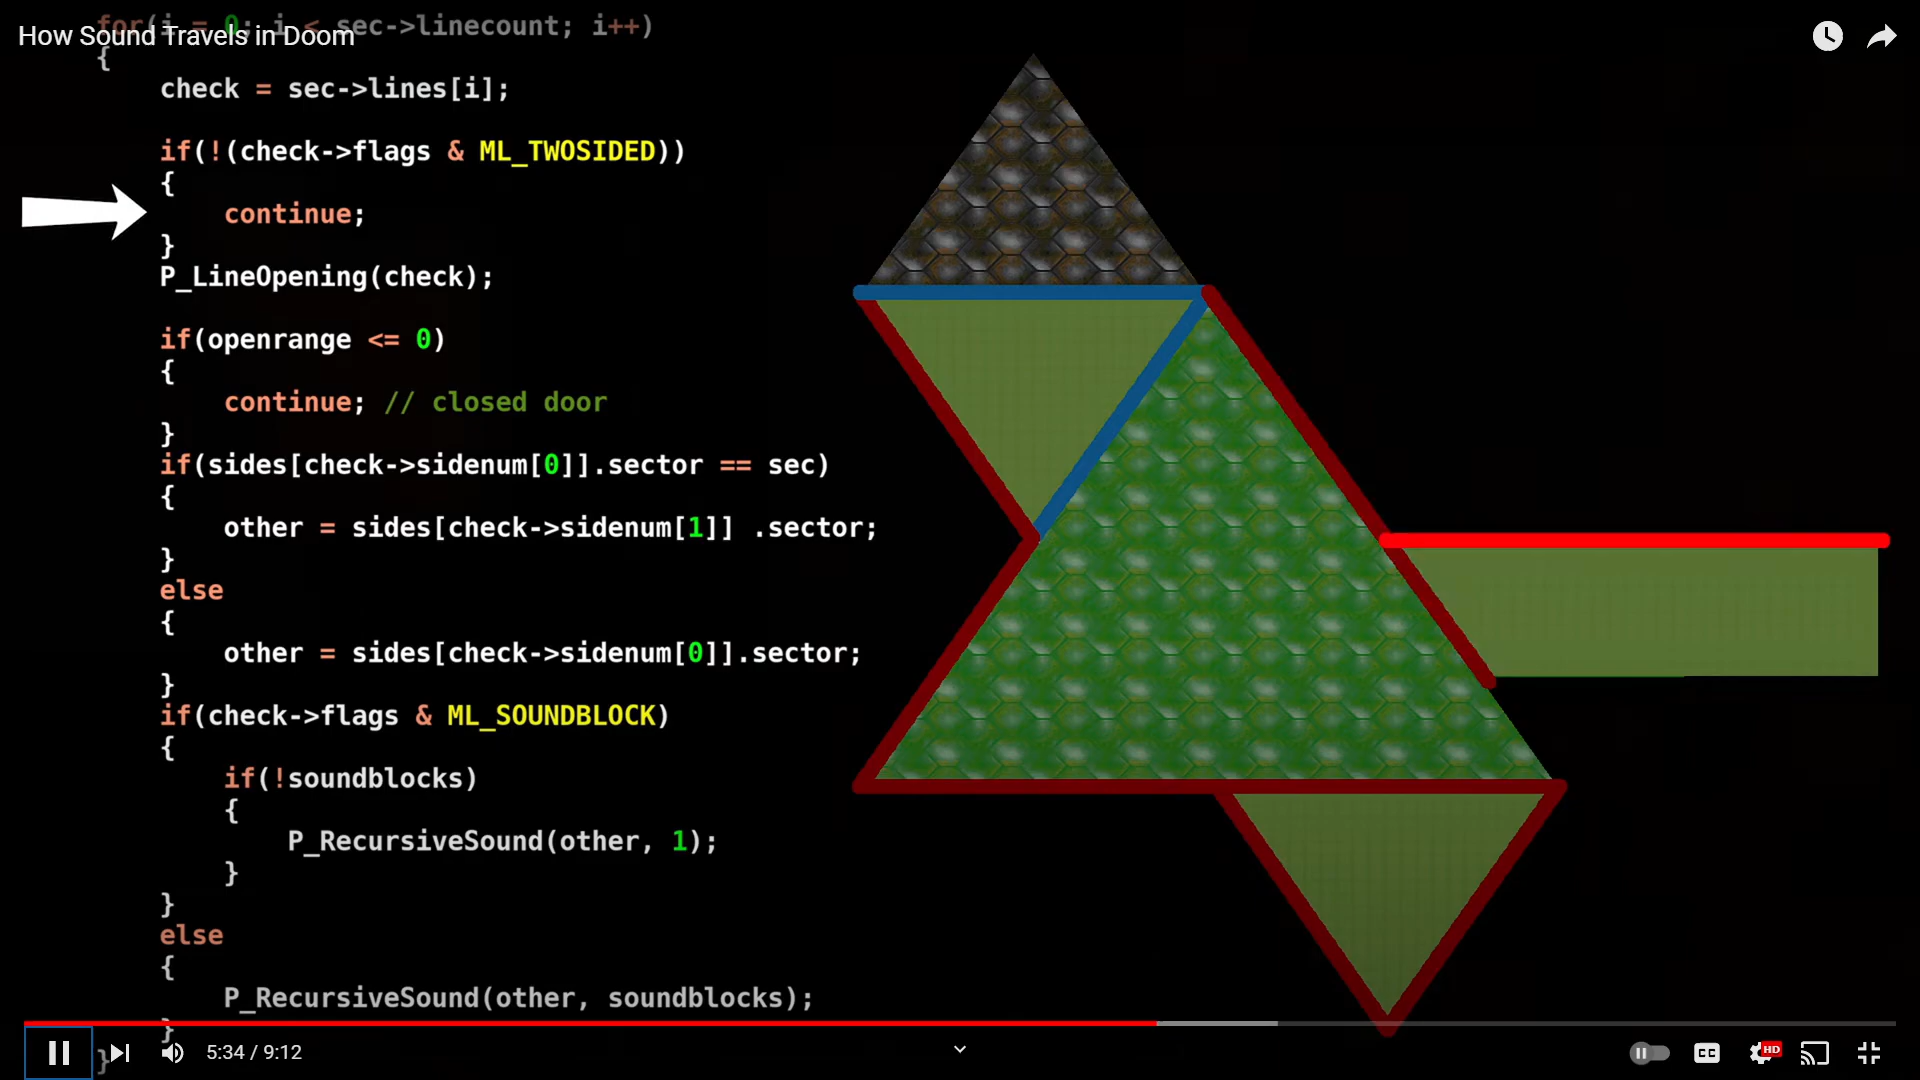 for(i = 0; i < sec->linecount; i++)
How Sound Travels in Doom
{
check = sec->lines[i];
if(!(check->flags & ML_TWOSIDED))
{
continue;
}
P_LineOpening(check);
if(openrange <= 0)
{
continue; // closed door
}
if(sides[check->sidenum[0]].sector == sec)
{
other = sides[check->sidenum[1]] .sector;
}
else
{
other = sides[check->sidenum[0]].sector;
}
if(check->flags & ML_SOUNDBLOCK)
{
if(!soundblocks)
{
P_RecursiveSound(other, 1);
}
}
else
{
P_RecursiveSound(other, soundblocks);
}
}
5:34 / 9:12
CC
HD